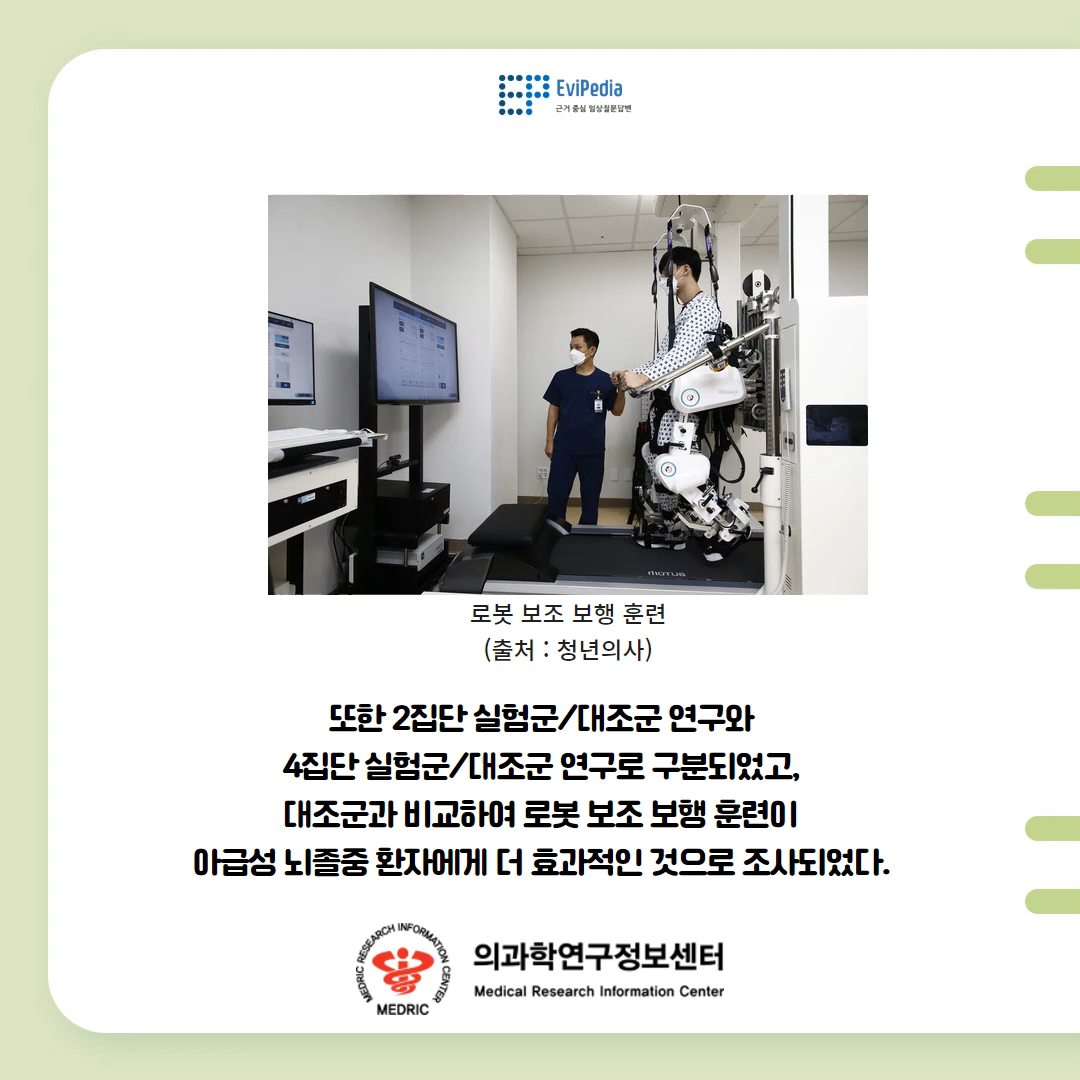 EviPedia
근거 중심 임상질문답변
MOTUS
로봇 보조 보행 훈련
(출처 : 청년의사)
또한 2집단 실험군/대조군 연구와
4집단 실험군/대조군 연구로 구분되었고,
대조군과 비교하여 로봇 보조 보행 훈련이
아급성 뇌졸중 환자에게 더 효과적인 것으로 조사되었다.
MEDRIC RESEARCH INFORMATION CENTER
MEDRIC
의과학연구정보센터
Medical Research Information Center